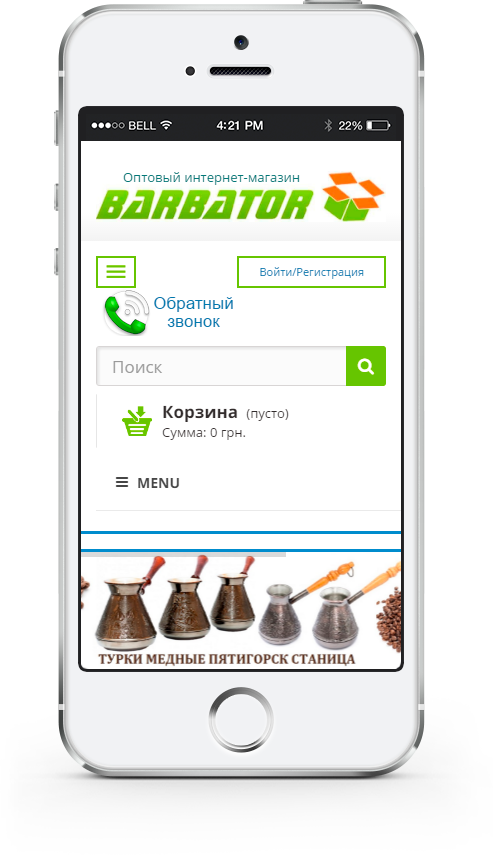 BELL 4:21 PM 22%
Оптовый интернет-магазин
BARBATOR
Войти/Регистрация
Обратный
звонок
Поиск
Корзина (пусто)
Сумма: 0 грн.
MENU
ТУРКИ МЕДНЫЕ ПЯТИГОРСК СТАНИЦА